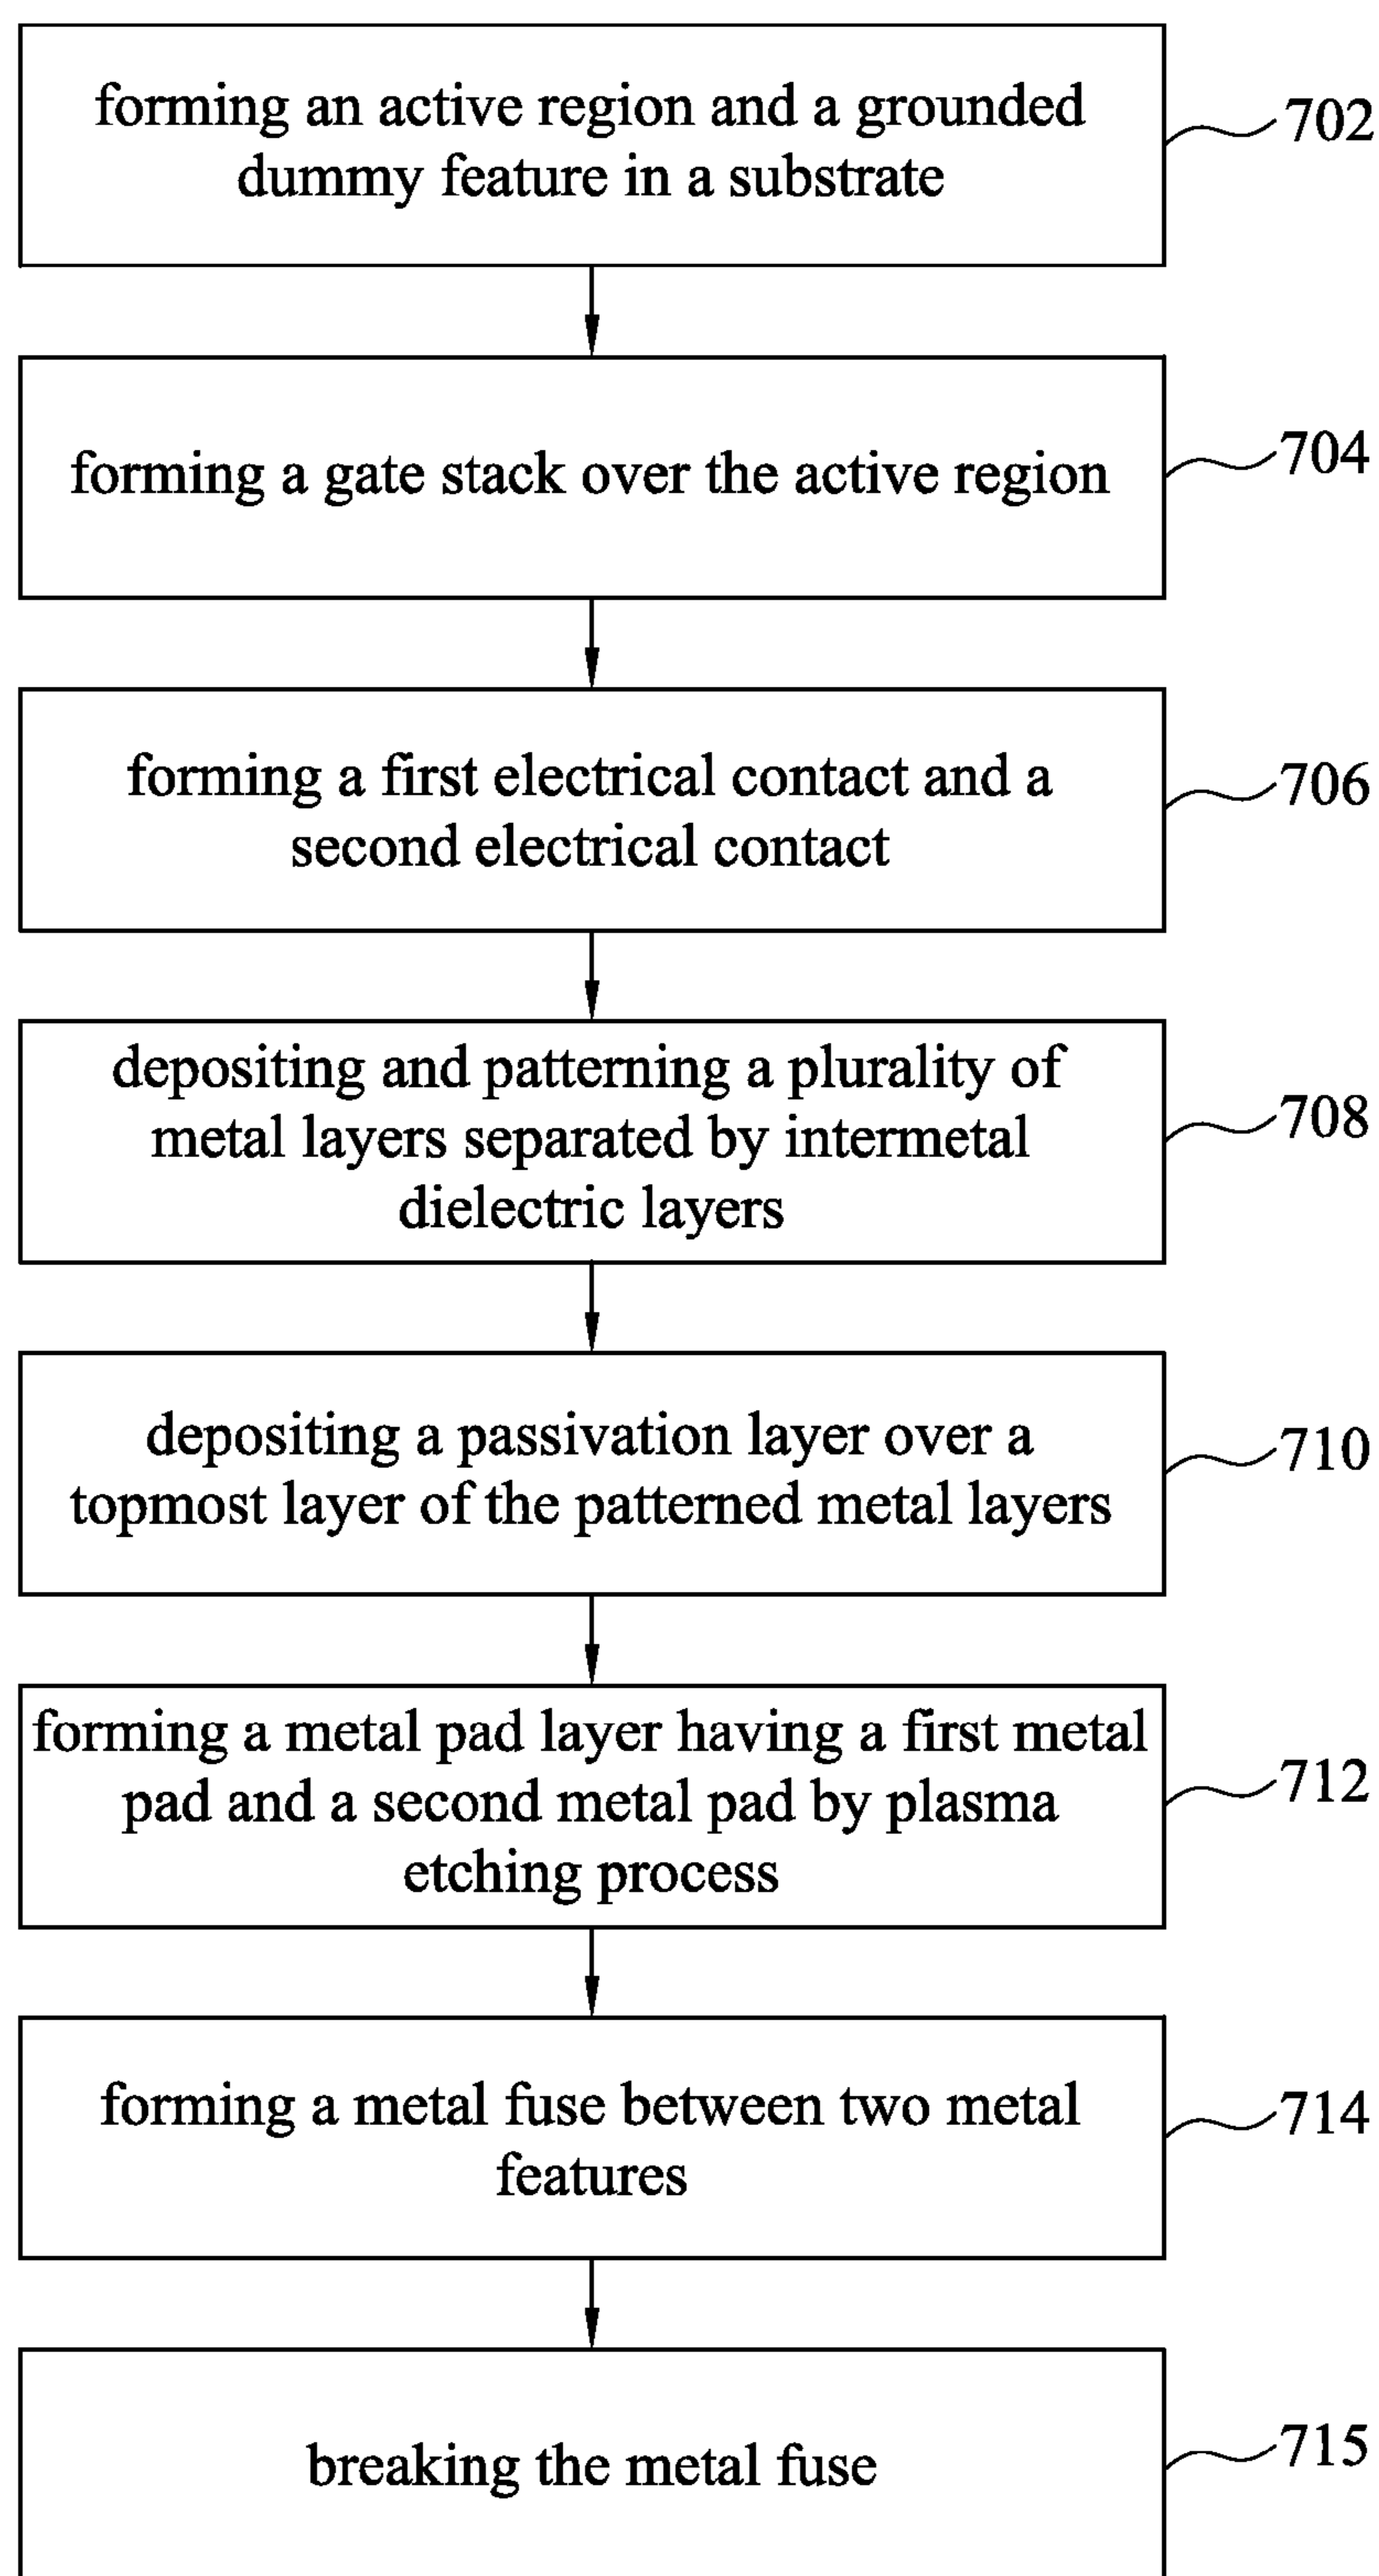 forming an active region and a grounded
dummy feature in a substrate
702
forming a gate stack over the active region
704
forming a first electrical contact and a
second electrical contact
706
depositing and patterning a plurality of
metal layers separated by intermetal
dielectric layers
708
depositing a passivation layer over a
topmost layer of the patterned metal layers
710
forming a metal pad layer having a first metal
pad and a second metal pad by plasma
etching process
712
forming a metal fuse between two metal
features
714
breaking the metal fuse
715